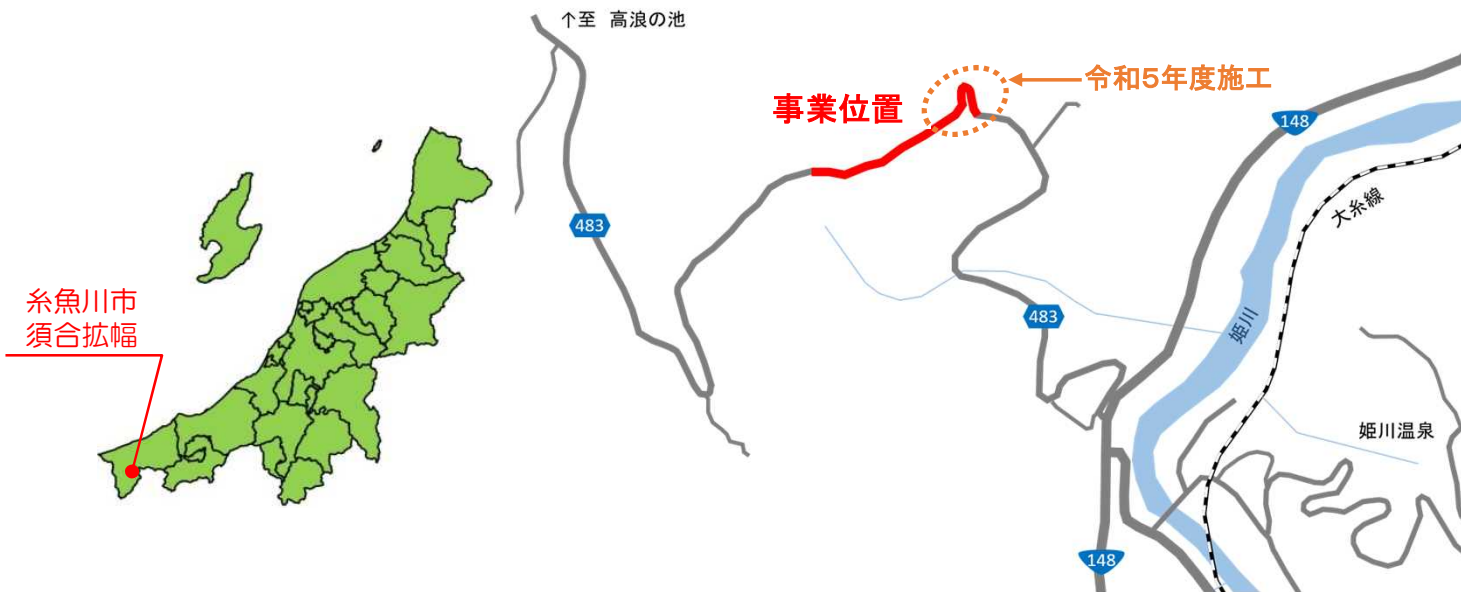 ↑至 高浪の池
令和5年度施工
事業位置
148
大糸線
483
糸魚川市
須合拡幅
483
姫川
姫川温泉
148